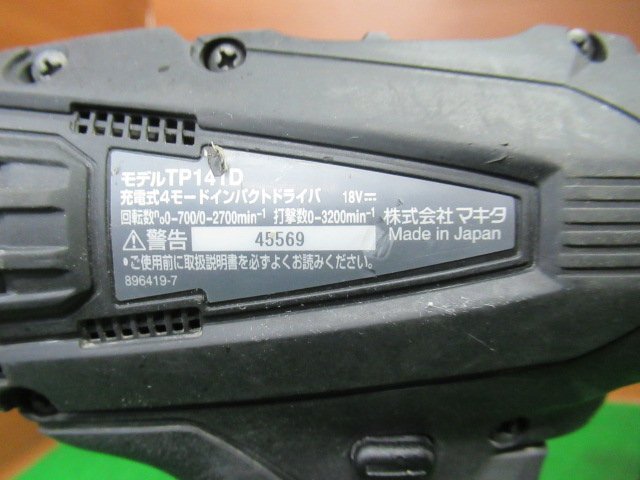 モデルTP141D
充電式4モードインパクトドライバ 18V⎓
回転数n₀0-700/0-2700min⁻¹ 打撃数0-3200min⁻¹
⚠警告 45569
•ご使用前に取扱説明書を必ずよくお読みください。
896419-7
株式会社マキタ
Made in Japan